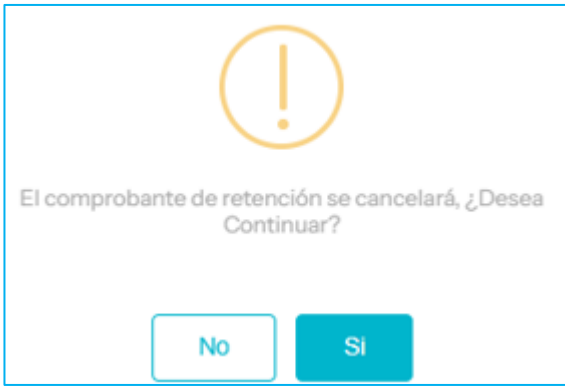 El comprobante de retención se cancelará, ¿Desea
Continuar?
No
Si